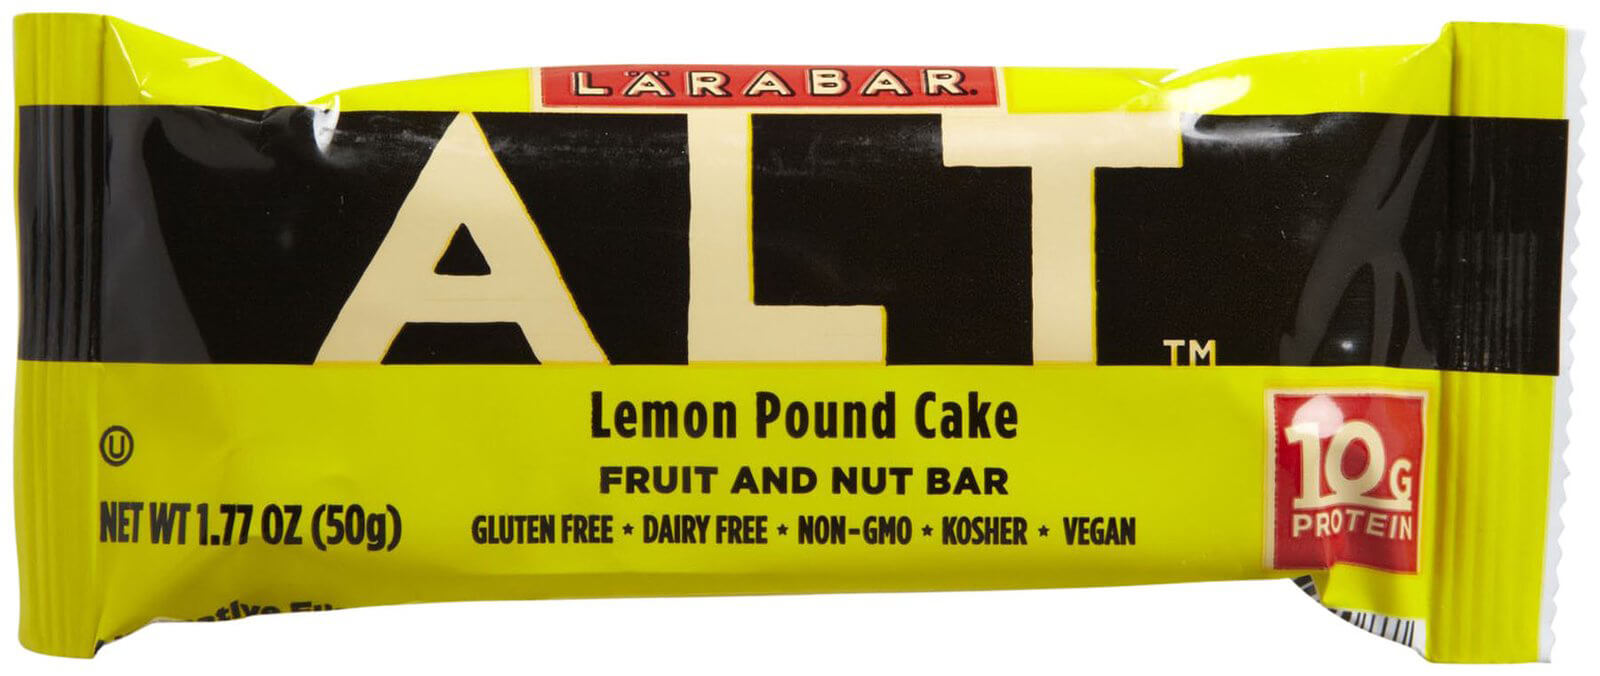 LÄRABAR®
ALT™
Lemon Pound Cake
FRUIT AND NUT BAR
GLUTEN FREE * DAIRY FREE * NON-GMO * KOSHER * VEGAN
U
NET WT 1.77 OZ (50g)
10G
PROTEIN